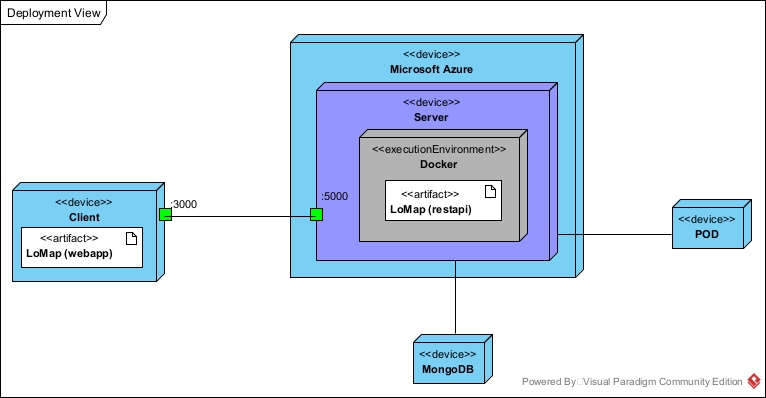 Deployment View
<<device>>
Microsoft Azure
<<device>>
Server
<<executionEnvironment>>
Docker
<<artifact>>
LoMap (restapi)
<<device>>
Client
<<artifact>>
LoMap (webapp)
:3000
:5000
<<device>>
POD
<<device>>
MongoDB
Powered By□Visual Paradigm Community Edition